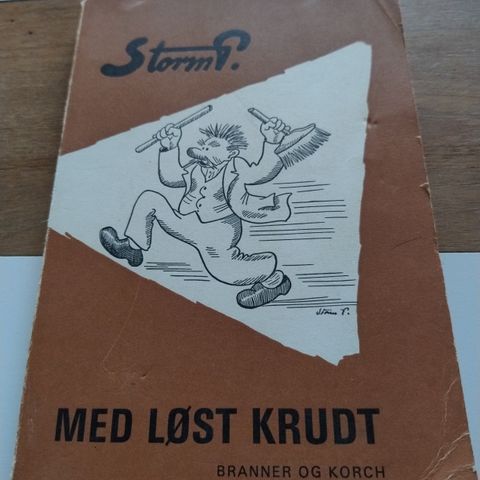 Storm P.
Storm P.
MED LØST KRUDT
BRANNER OG KORCH